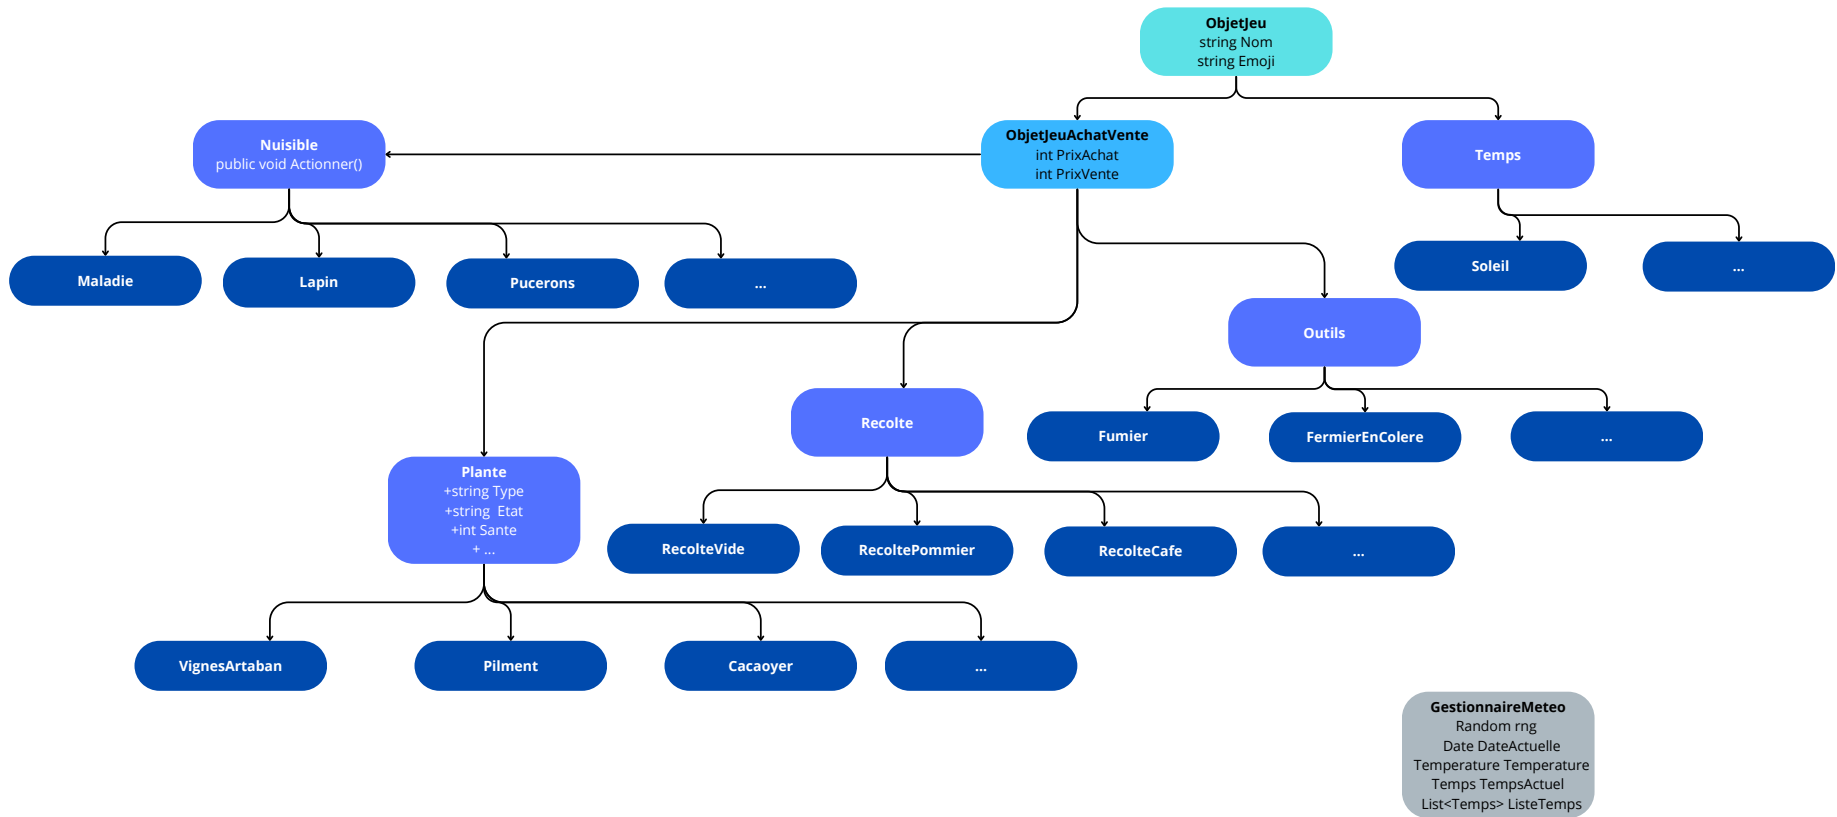 ObjetJeu
string Nom
string Emoji
Nuisible
public void Actionner()
ObjetJeuAchatVente
int PrixAchat
int PrixVente
Temps
Maladie
Lapin
Pucerons
...
Soleil
...
Outils
Recolte
Fumier
FermierEnColere
...
Plante
+string Type
+string  Etat
+int Sante
+ ...
RecolteVide
RecoltePommier
RecolteCafe
...
VignesArtaban
Pilment
Cacaoyer
...
GestionnaireMeteo
Random rng
Date DateActuelle
Temperature Temperature
Temps TempsActuel
List<Temps> ListeTemps